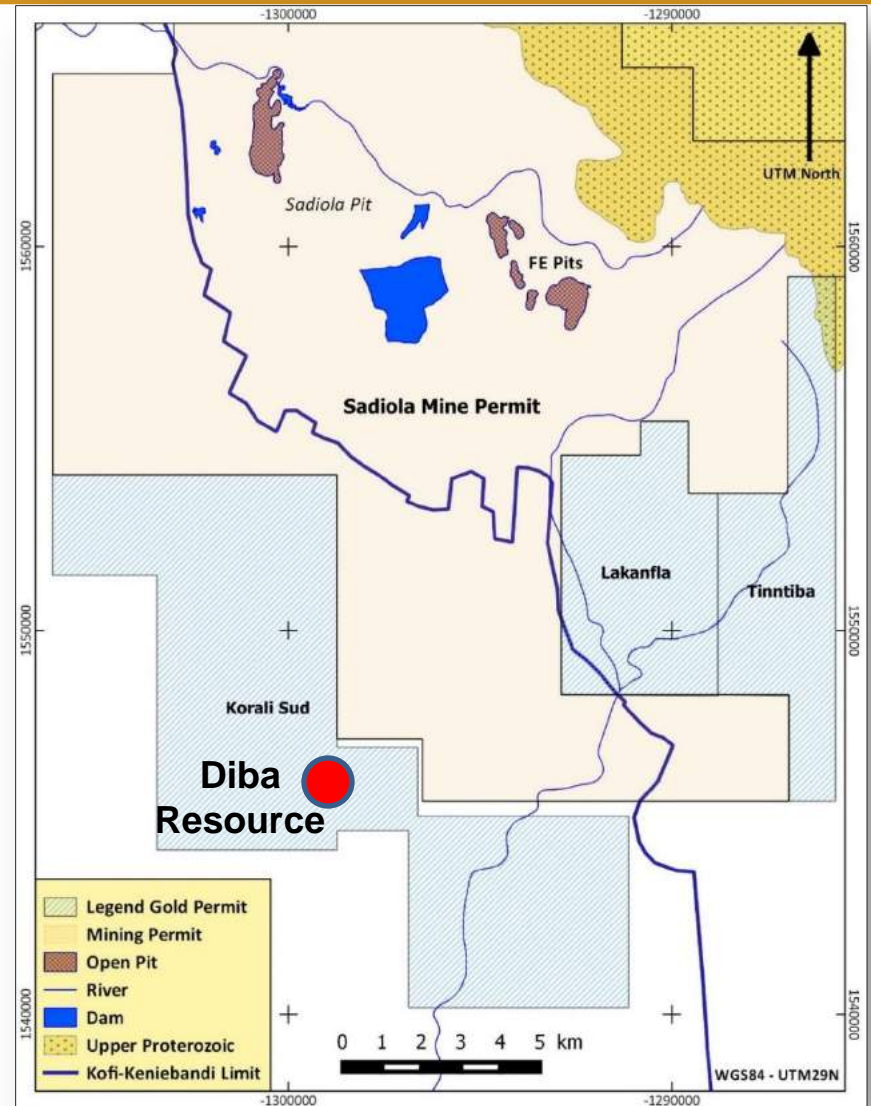 -1300000
-1290000
UTM North
Sadiola Pit
1560000
1560000
FE Pits
Sadiola Mine Permit
Lakanfla
Tinntiba
1550000
1550000
Korali Sud
Diba
Resource
Legend Gold Permit
Mining Permit
Open Pit
River
Dam
Upper Proterozoic
Kofi-Keniebandi Limit
1540000
1540000
0 1 2 3 4 5 km
WGS84 - UTM29N
-1300000
-1290000